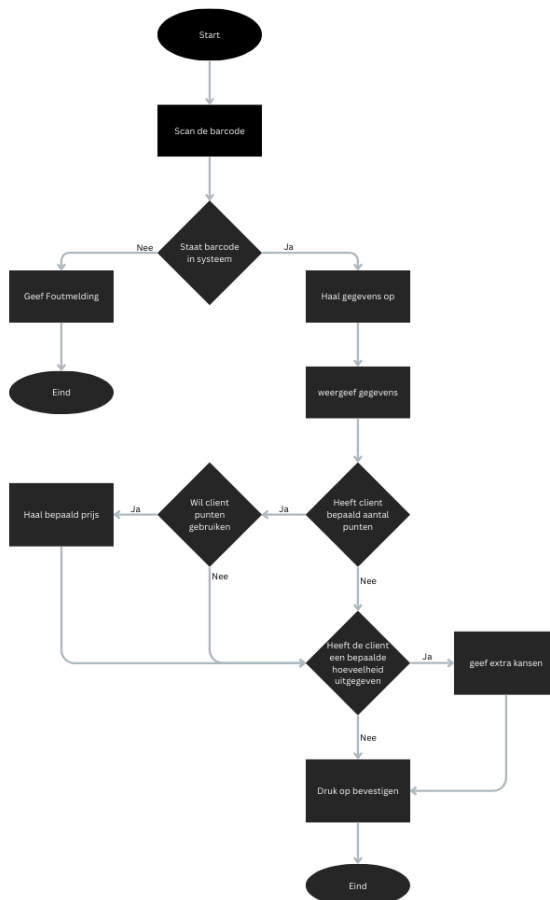 Start
Scan de barcode
Staat barcode
in systeem
Nee
Ja
Geef Foutmelding
Haal gegevens op
Eind
weergeef gegevens
Haal bepaald prijs
Ja
Wil client
punten
gebruiken
Ja
Heeft client
bepaald aantal
punten
Nee
Nee
Heeft de client
een bepaalde
hoeveelheid
uitgegeven
Ja
geef extra kansen
Nee
Druk op bevestigen
Eind